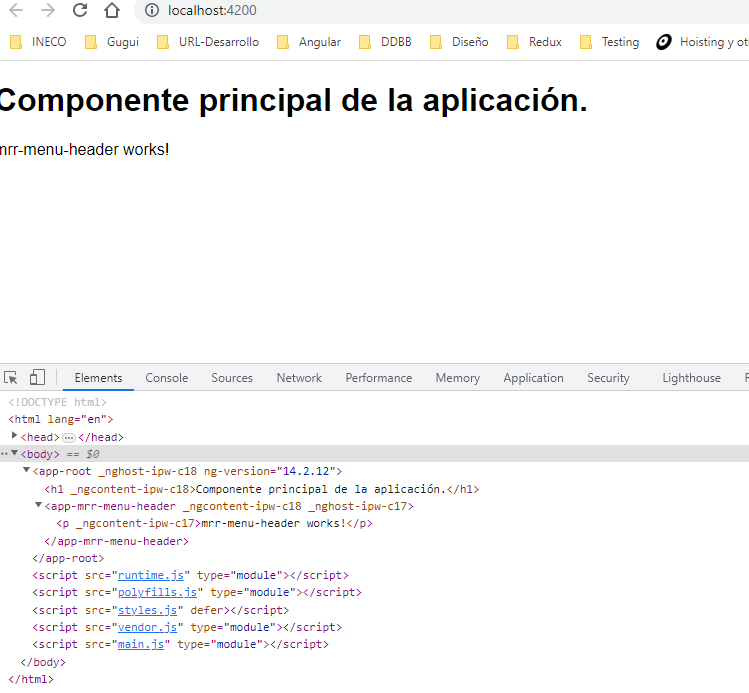 localhost:4200
INECO Gugui URL-Desarrollo Angular DDBB Diseño Redux Testing Hoisting y ot
Componente principal de la aplicación.
mrr-menu-header works!
Elements Console Sources Network Performance Memory Application Security Lighthouse
<!DOCTYPE html>
<html lang="en">
<head> ··· </head>
··· <body> == $0
<app-root _nghost-ipw-c18 ng-version="14.2.12">
<h1 _ngcontent-ipw-c18>Componente principal de la aplicación.</h1>
<app-mrr-menu-header _ngcontent-ipw-c18 _nghost-ipw-c17>
<p _ngcontent-ipw-c17>mrr-menu-header works!</p>
</app-mrr-menu-header>
</app-root>
<script src="runtime.js" type="module"></script>
<script src="polyfills.js" type="module"></script>
<script src="styles.js" defer></script>
<script src="vendor.js" type="module"></script>
<script src="main.js" type="module"></script>
</body>
</html>